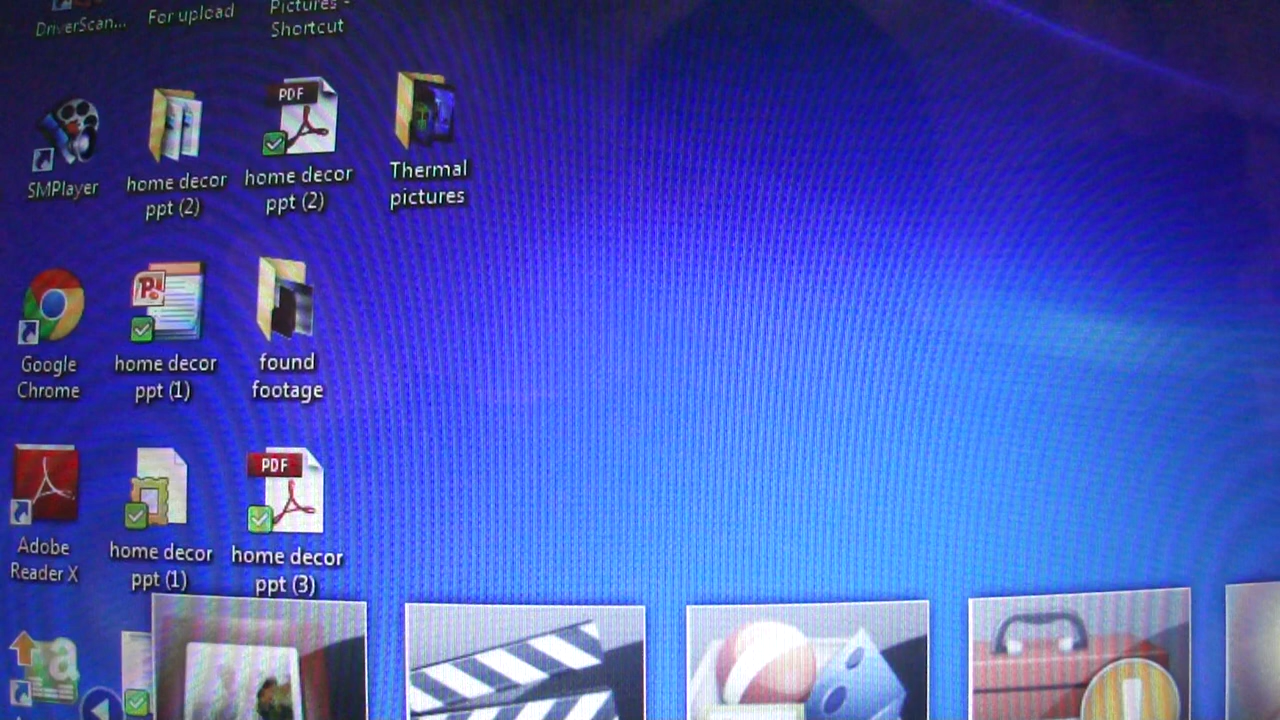 DriverScan...
For upload
Pictures -
Shortcut
SMPlayer
home decor
ppt (2)
PDF
home decor
ppt (2)
Thermal
pictures
Google
Chrome
home decor
ppt (1)
found
footage
Adobe
Reader X
home decor
ppt (1)
PDF
home decor
ppt (3)
a